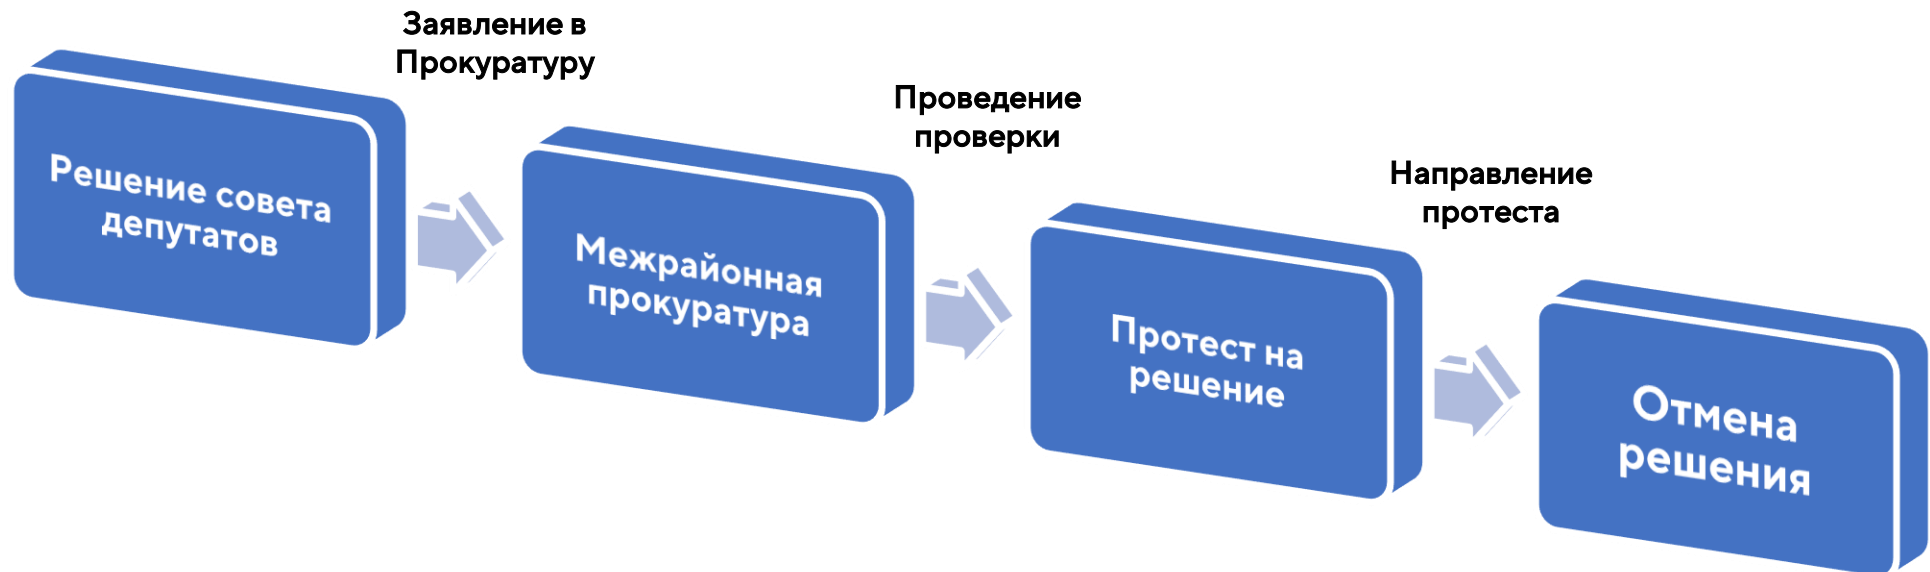 Заявление в
Прокуратуру
Решение совета
депутатов
Проведение
проверки
Межрайонная
прокуратура
Направление
протеста
Протест на
решение
Отмена
решения